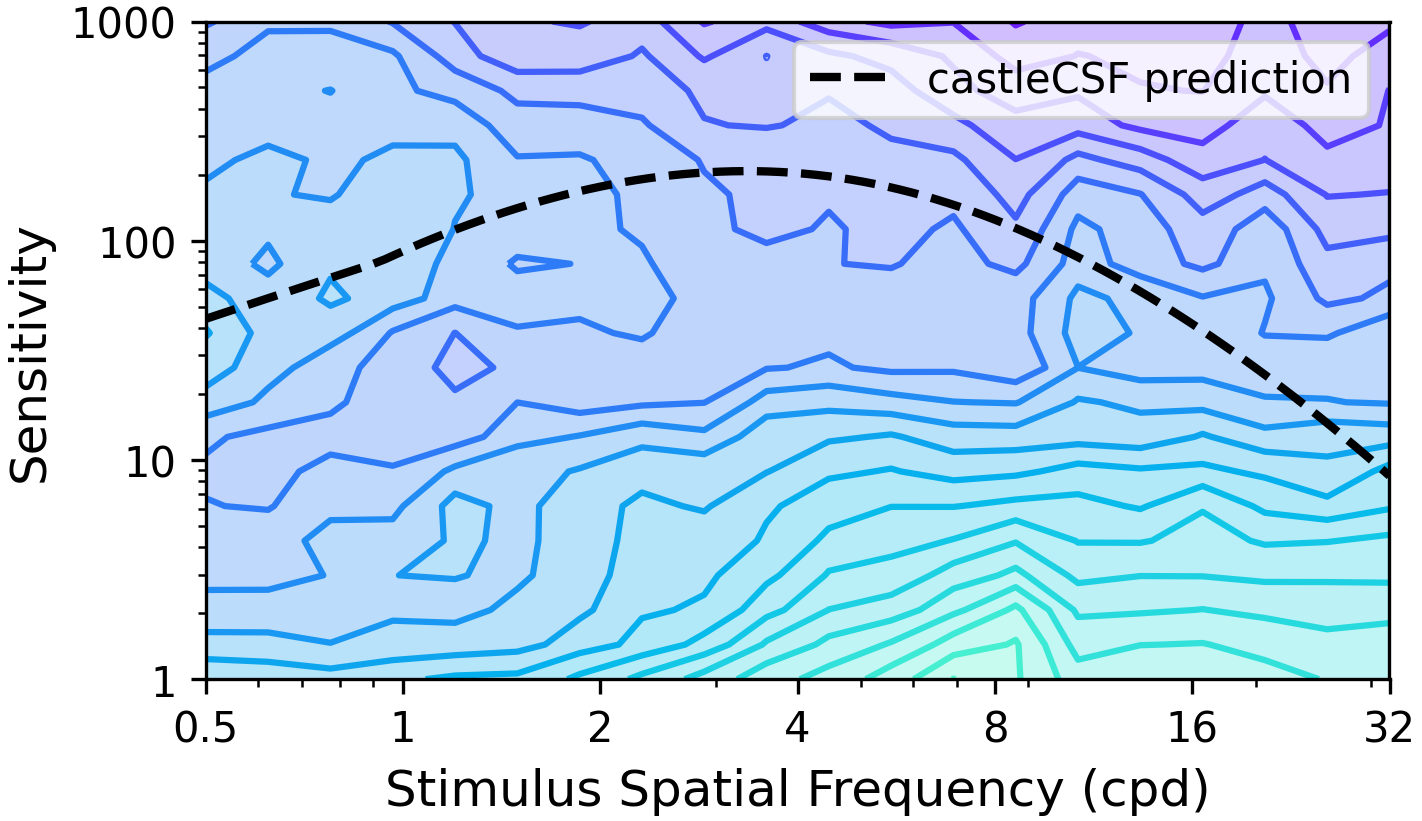 1000
100
10
1
Sensitivity
castleCSF prediction
0.5 1 2 4 8 16 32
Stimulus Spatial Frequency (cpd)